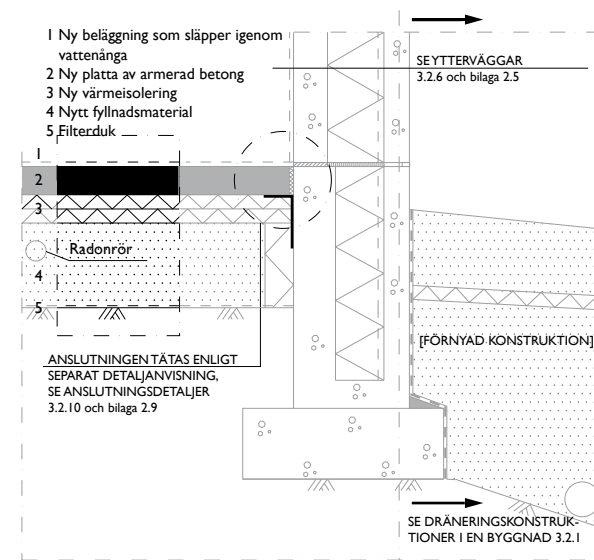 1 Ny beläggning som släpper igenom
vattenånga
2 Ny platta av armerad betong
3 Ny värmeisolering
4 Nytt fyllnadsmaterial
5 Filterduk
SE YTTERVÄGGAR
3.2.6 och bilaga 2.5
1
2
3
Radonrör
4
5
[FÖRNYAD KONSTRUKTION]
ANSLUTNINGEN TÄTAS ENLIGT
SEPARAT DETALJANVISNING,
SE ANSLUTNINGSDETALJER
3.2.10 och bilaga 2.9
SE DRÄNERINGSKONSTRUK-
TIONER I EN BYGGNAD 3.2.1